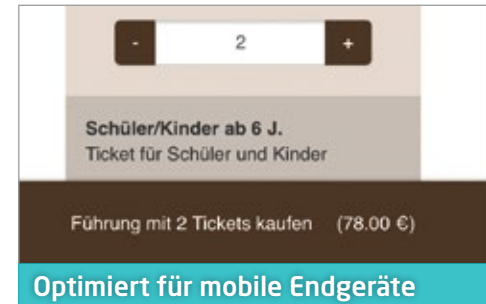 - 2 +
Schüler/Kinder ab 6 J.
Ticket für Schüler und Kinder
Führung mit 2 Tickets kaufen (78.00 €)
Optimiert für mobile Endgeräte